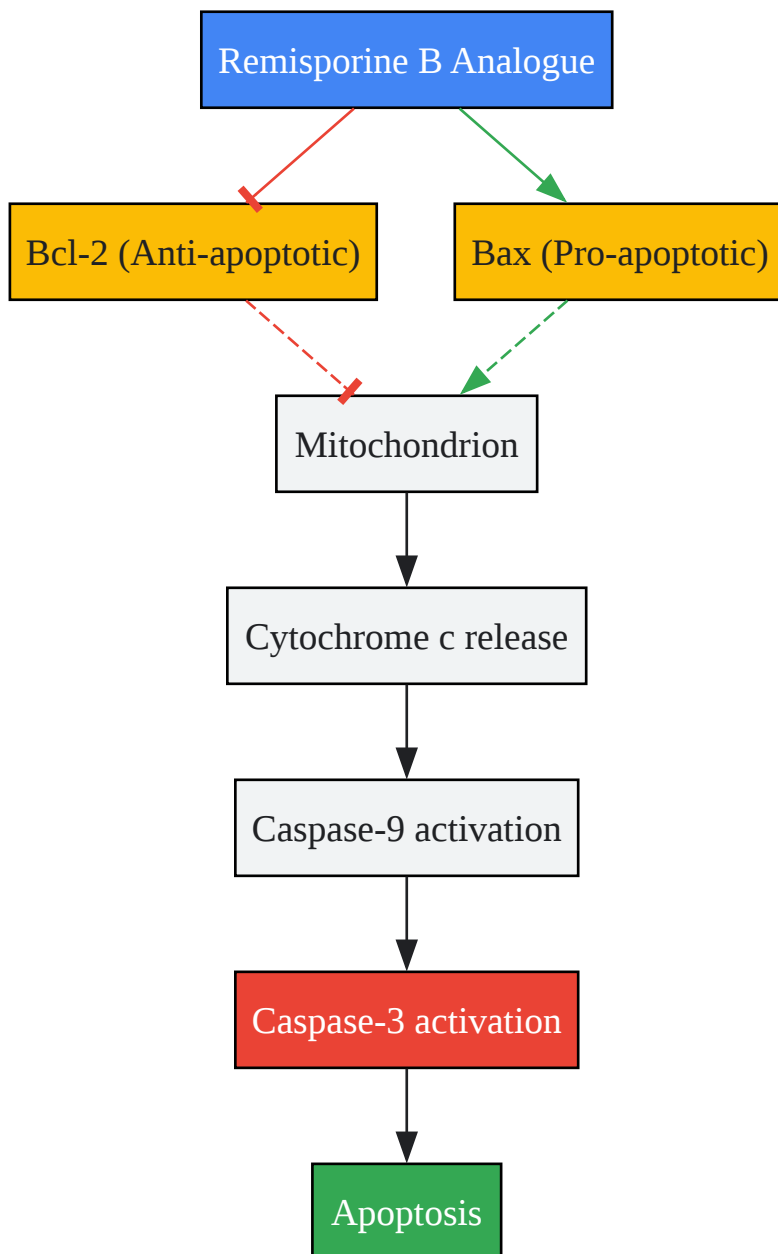 Remisporine B Analogue
Bcl-2 (Anti-apoptotic)
Bax (Pro-apoptotic)
Mitochondrion
Cytochrome c release
Caspase-9 activation
Caspase-3 activation
Apoptosis